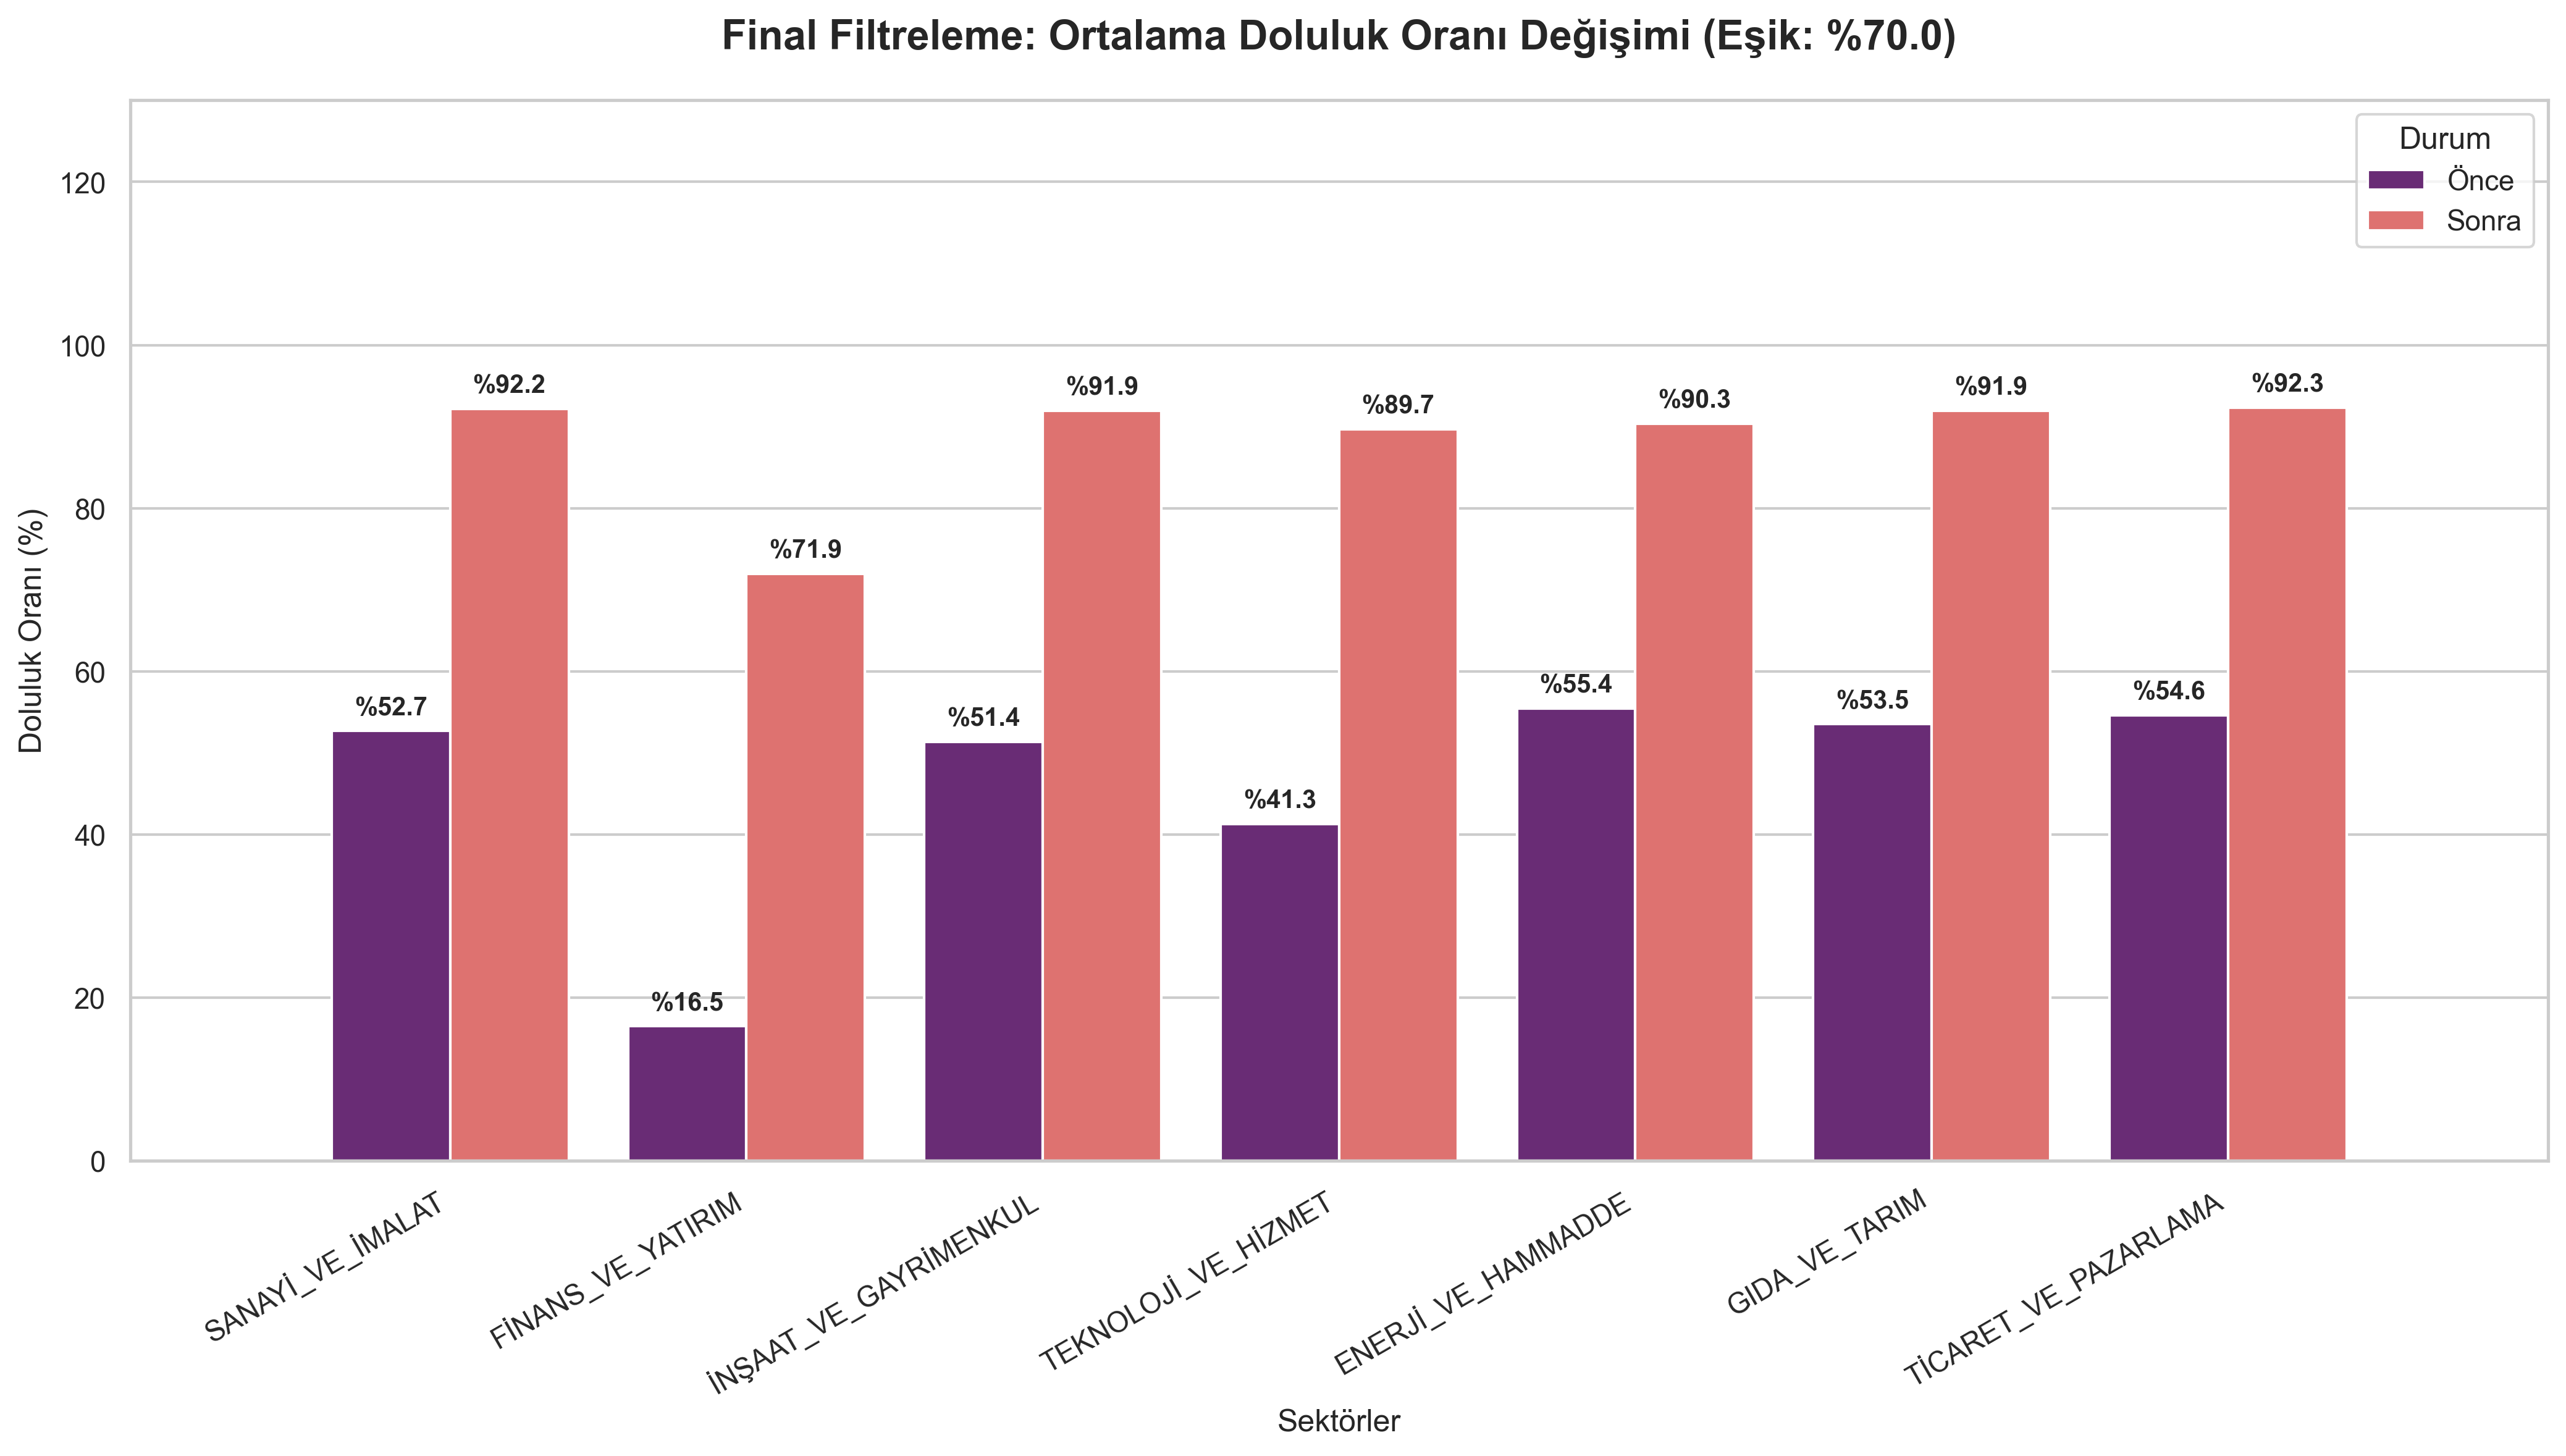 Final Filtreleme: Ortalama Doluluk Oranı Değişimi (Eşik: %70.0)
Durum
Önce
Sonra
Doluluk Oranı (%)
120
100
80
60
40
20
0
%52.7
%92.2
%16.5
%71.9
%51.4
%91.9
%41.3
%89.7
%55.4
%90.3
%53.5
%91.9
%54.6
%92.3
SANAYİ_VE_İMALAT
FİNANS_VE_YATIRIM
İNŞAAT_VE_GAYRİMENKUL
TEKNOLOJİ_VE_HİZMET
ENERJİ_VE_HAMMADDE
GIDA_VE_TARIM
TİCARET_VE_PAZARLAMA
Sektörler